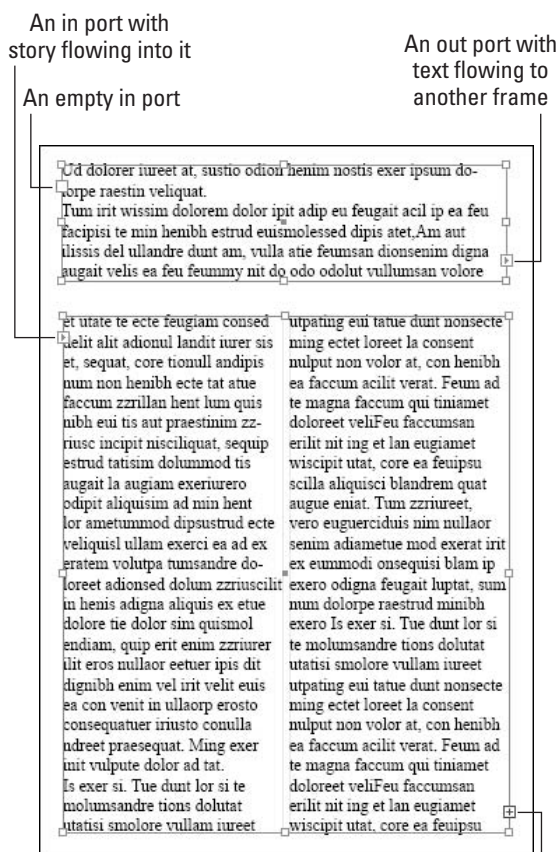 An in port with
story flowing into it
An empty in port
An out port with
text flowing to
another frame
Ud dolorer iureet at, sustio odion henim nostis exer ipsum do-
lorpe raestrin veliquat.
Tum irit wissim dolorem dolor ipit adip eu feugait acil ip ea feu
facipisi te min henibh estrud euismolessed dipis atet,Am aut
ilissis del ullandre dunt am, vulla atie feumsan dionsenim digna
augait velis ea feu feummy nit do odo odolut vullumsan volore
et utate te ecte feugiam consed
delit alit adionul landit iurer sis
et, sequat, core tionull andipis
num non henibh ecte tat atue
faccum zzrillan hent lum quis
nibh eui tis aut praestinim zz-
riusc incipit nisciliquat, sequip
estrud tatisim dolummod tis
augait la augiam exeriurero
odipit aliquisim ad min hent
lor ametummod dipsustrud ecte
veliquisl ullam exerci ea ad ex
eratem volutpa tumsandre do-
loreet adionsed dolum zzriuscilit
in henis adigna aliquis ex etue
dolore tie dolor sim quismol
endiam, quip erit enim zzriurer
ilit eros nullaor eetuer ipis dit
dignibh enim vel irit velit euis
ea con venit in ullaorp erosto
consequatuer iriusto conulla
ndreet praesequat. Ming exer
init vulpute dolor ad tat.
Is exer si. Tue dunt lor si te
molumsandre tions dolutat
utatisi smolore vullam iureet
utpating eui tatue dunt nonsecte
ming ectet loreet la consent
nulput non volor at, con henibh
ea faccum acilit verat. Feum ad
te magna faccum qui tiniamet
doloreet veliFeu faccumsan
erilit nit ing et lan eugiamet
wiscipit utat, core ea feuipsu
scilla aliquisci blandrem quat
augue eniat. Tum zzriureet,
vero euguerciduis nim nullaor
senim adiametue mod exerat irit
ex eummodi onsequisi blam ip
exero odigna feugait luptat, sum
num dolorpe raestrud minibh
exero Is exer si. Tue dunt lor si
te molumsandre tions dolutat
utatisi smolore vullam iureet
utpating eui tatue dunt nonsecte
ming ectet loreet la consent
nulput non volor at, con henibh
ea faccum acilit verat. Feum ad
te magna faccum qui tiniamet
doloreet veliFeu faccumsan
erilit nit ing et lan eugiamet
wiscipit utat, core ea feuipsu